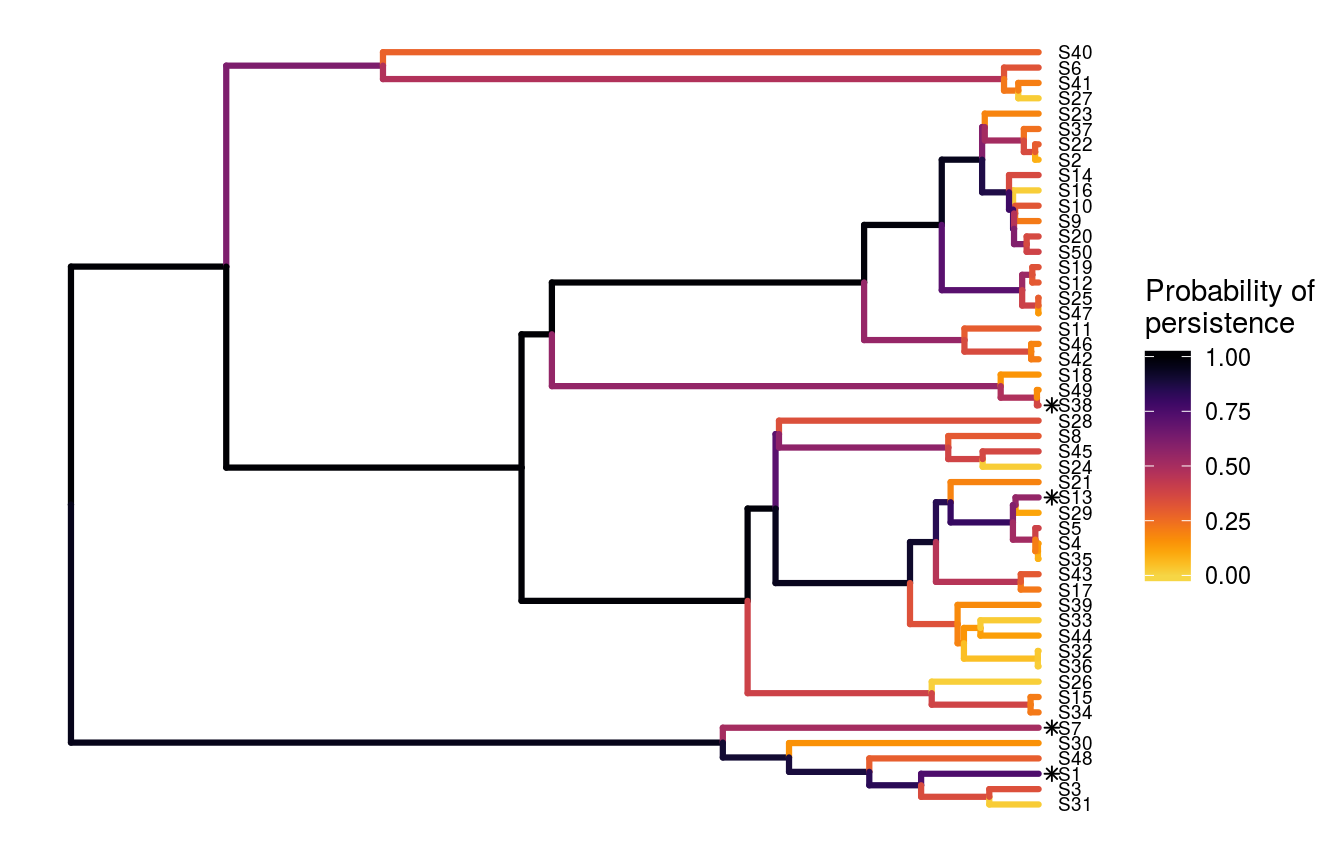 S40
S6
S41
S27
S23
S37
S22
S2
S14
S16
S10
S9
S20
S50
S19
S12
S25
S47
S11
S46
S42
S18
S49
✳S38
S28
S8
S45
S24
S21
✳S13
S29
S5
S4
S35
S43
S17
S39
S33
S44
S32
S36
S26
S15
S34
✳S7
S30
S48
✳S1
S3
S31
Probability of
persistence
1.00
0.75
0.50
0.25
0.00